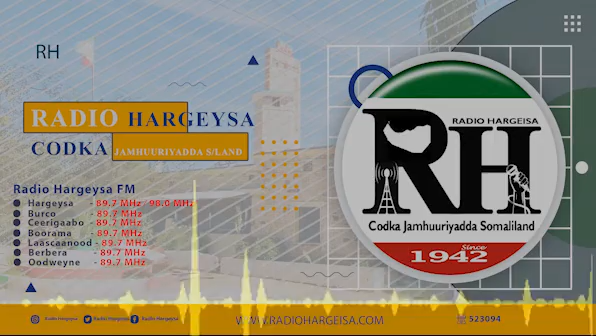 RH
RADIO HARGEYSA
CODKA JAMHUURIYADDA S/LAND
Radio Hargeysa FM
Hargeysa - 89.7 MHz/ 98.0 MHz
Burco - 89.7 MHz
Ceerigaabo - 89.7 MHz
Boorama - 89.7 MHz
Laascaanood - 89.7 MHz
Berbera - 89.7 MHz
Oodweyne - 89.7 MHz
RADIO HARGEISA
RH
Codka Jamhuuriyadda Somaliland
Since
1942
Radio Hargeysa
Radio Hargeysa
Radio Hargeysa
WWW.RADIOHARGEISA.COM
523094